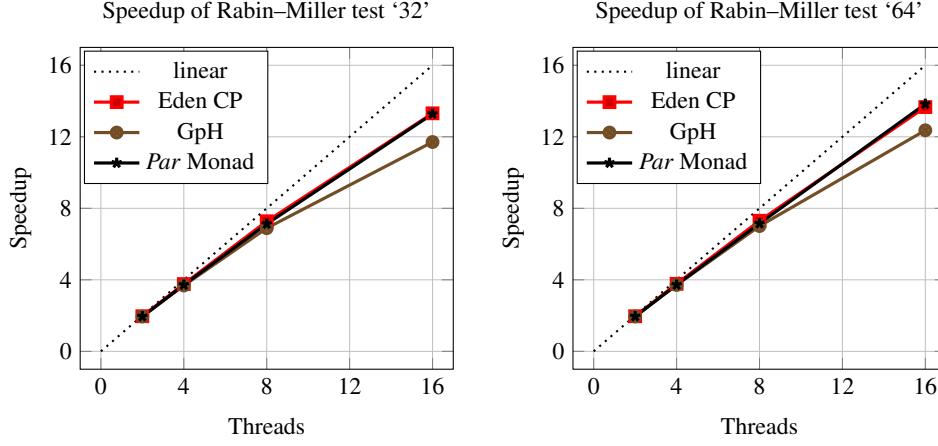 Speedup of Rabin–Miller test ‘32’
16
12
8
4
0
Speedup
linear
Eden CP
GpH
Par Monad
0 4 8 12 16
Threads
Speedup of Rabin–Miller test ‘64’
16
12
8
4
0
Speedup
linear
Eden CP
GpH
Par Monad
0 4 8 12 16
Threads